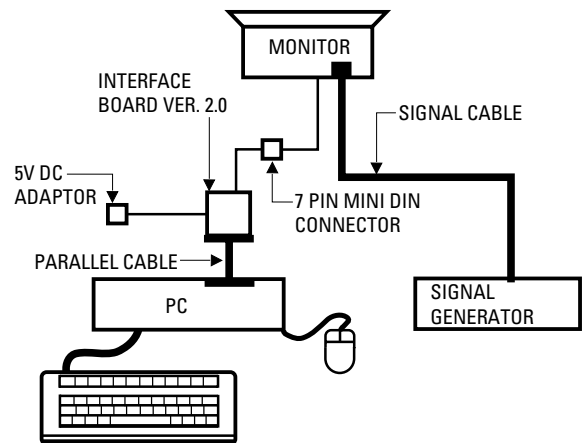 MONITOR
INTERFACE
BOARD VER. 2.0
SIGNAL CABLE
5V DC
ADAPTOR
7 PIN MINI DIN
CONNECTOR
PARALLEL CABLE
PC
SIGNAL
GENERATOR